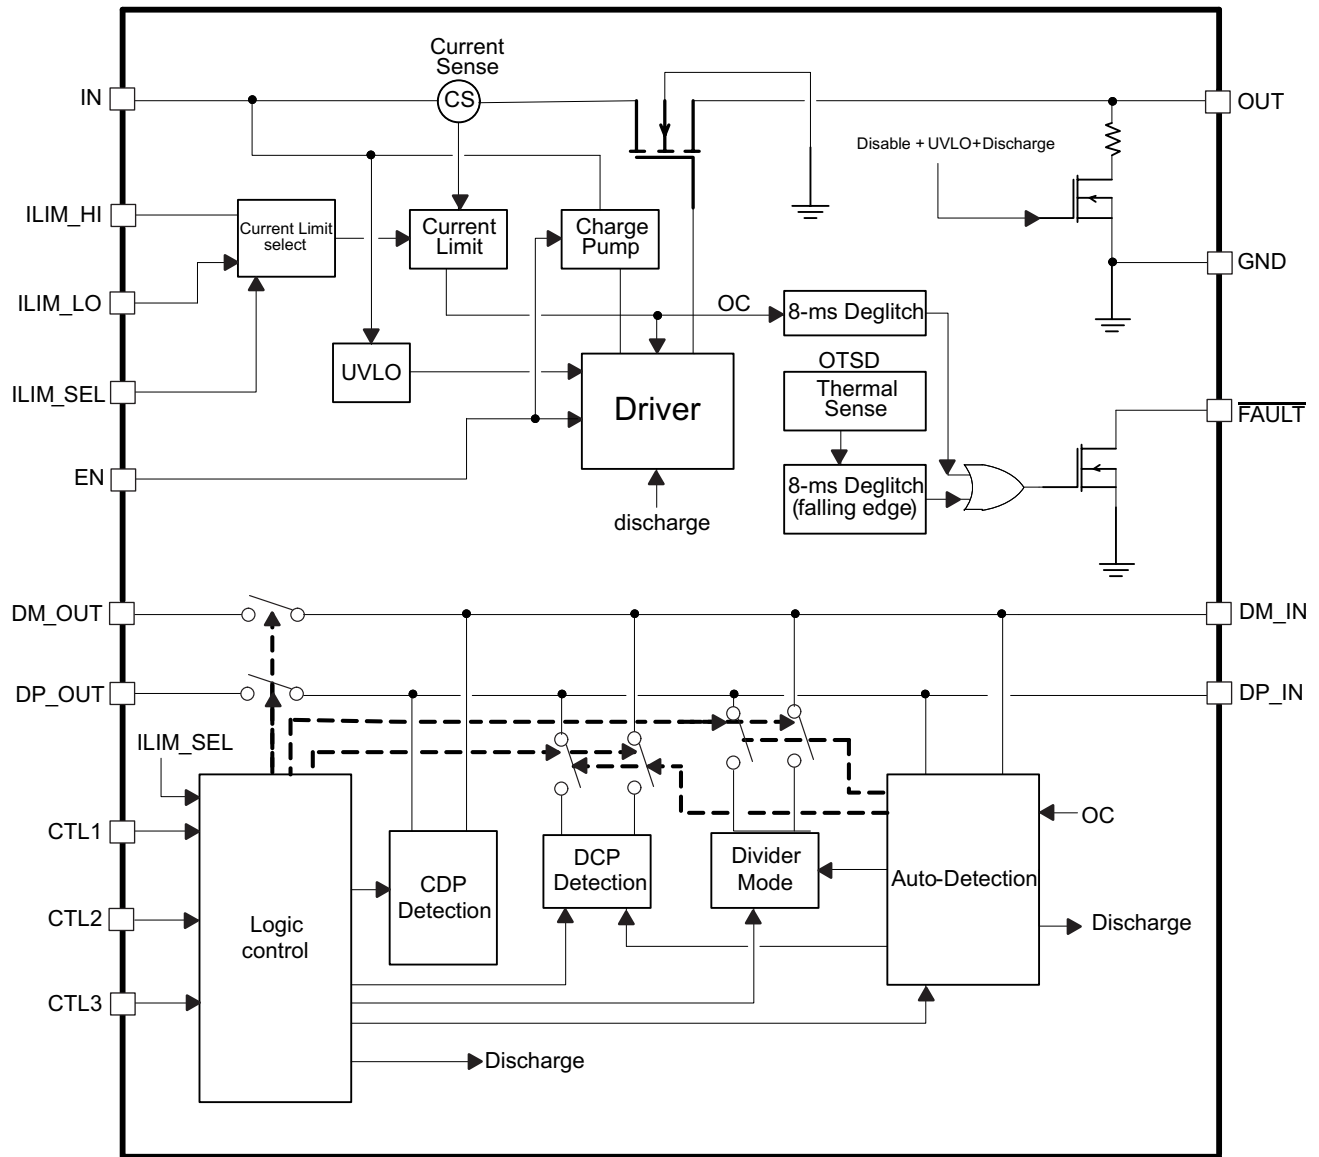 Current
Sense
IN
CS
OUT
Disable + UVLO+Discharge
ILIM_HI
Current Limit
select
Current
Limit
Charge
Pump
GND
ILIM_LO
OC
8-ms Deglitch
UVLO
OTSD
Thermal
Sense
ILIM_SEL
Driver
FAULT
EN
8-ms Deglitch
(falling edge)
discharge
DM_OUT
DM_IN
DP_OUT
DP_IN
ILIM_SEL
CTL1
OC
DCP
Detection
Divider
Mode
Auto-Detection
CDP
Detection
CTL2
Logic
control
Discharge
CTL3
Discharge